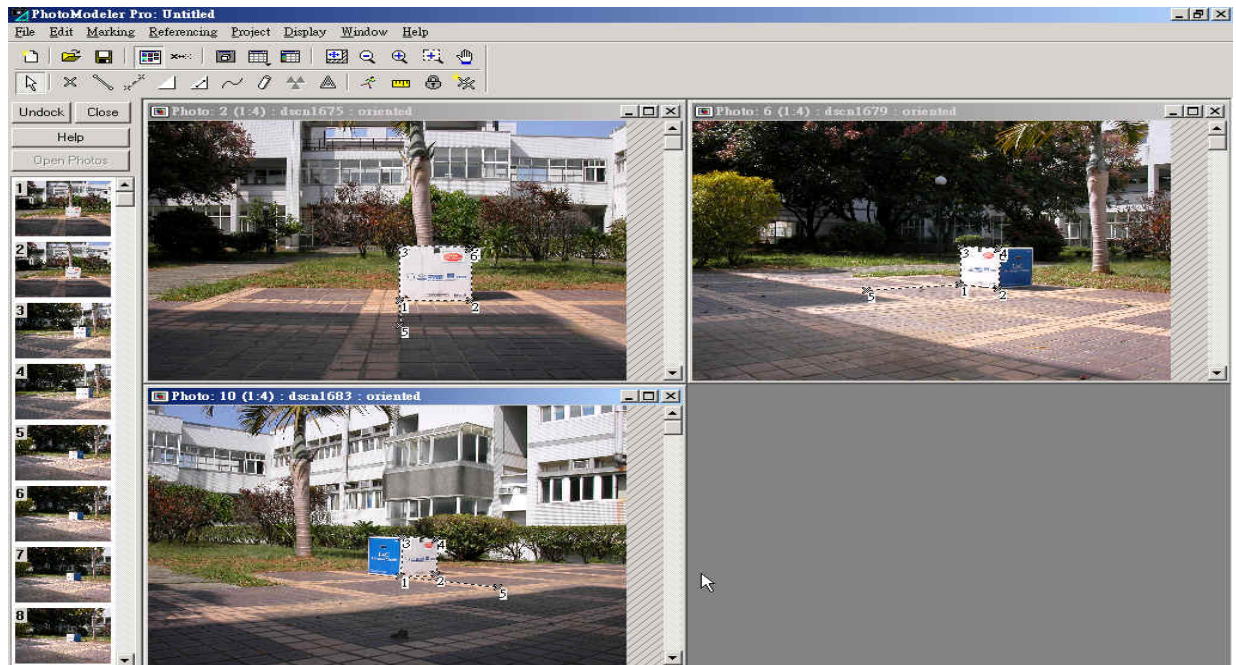 PhotoModeler Pro: Untitled
File Edit Marking Referencing Project Display Window Help
Undock Close
Help
Open Photos
1
2
3
4
5
6
7
8
Photo: 2 (1:4) : dscn1675 : oriented
3 6
1 2
5
Photo: 6 (1:4) : dscn1679 : oriented
3 4
5 1 2
Photo: 10 (1:4) : dscn1683 : oriented
3 4
1 2
5